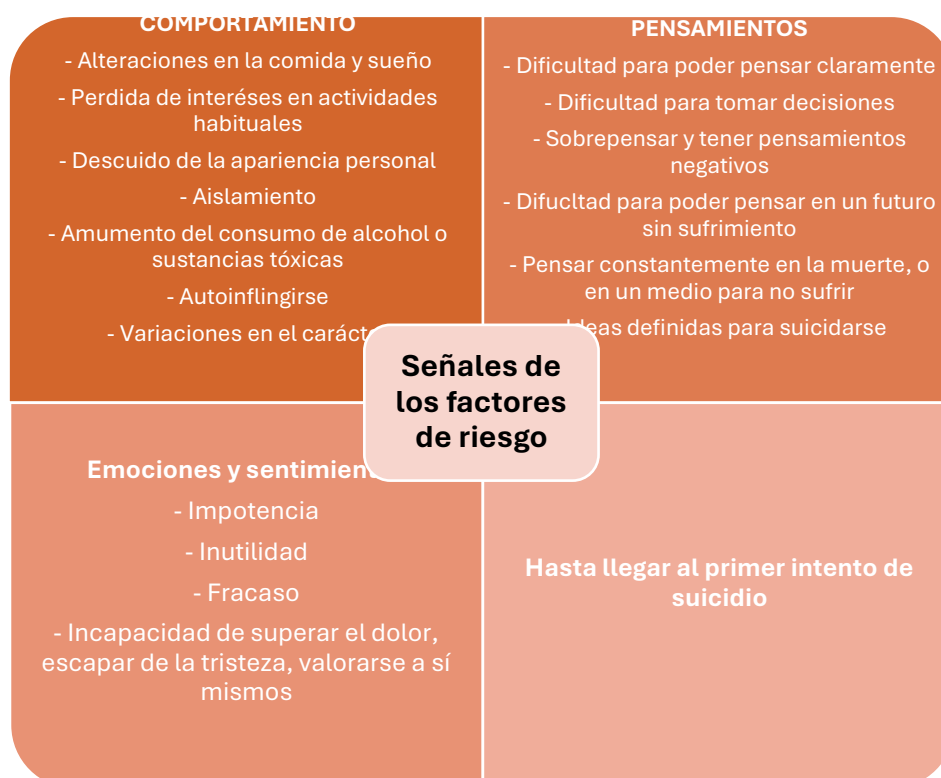 COMPORTAMIENTO
- Alteraciones en la comida y sueño
- Perdida de interéses en actividades
habituales
- Descuido de la apariencia personal
- Aislamiento
- Amumento del consumo de alcohol o
sustancias tóxicas
- Autoinflingirse
- Variaciones en el carácte
PENSAMIENTOS
- Dificultad para poder pensar claramente
- Dificultad para tomar decisiones
- Sobrepensar y tener pensamientos
negativos
- Difucltad para poder pensar en un futuro
sin sufrimiento
- Pensar constantemente en la muerte, o
en un medio para no sufrir
deas definidas para suicidarse
Señales de
los factores
de riesgo
Emociones y sentimien
- Impotencia
- Inutilidad
- Fracaso
- Incapacidad de superar el dolor,
escapar de la tristeza, valorarse a sí
mismos
Hasta llegar al primer intento de
suicidio